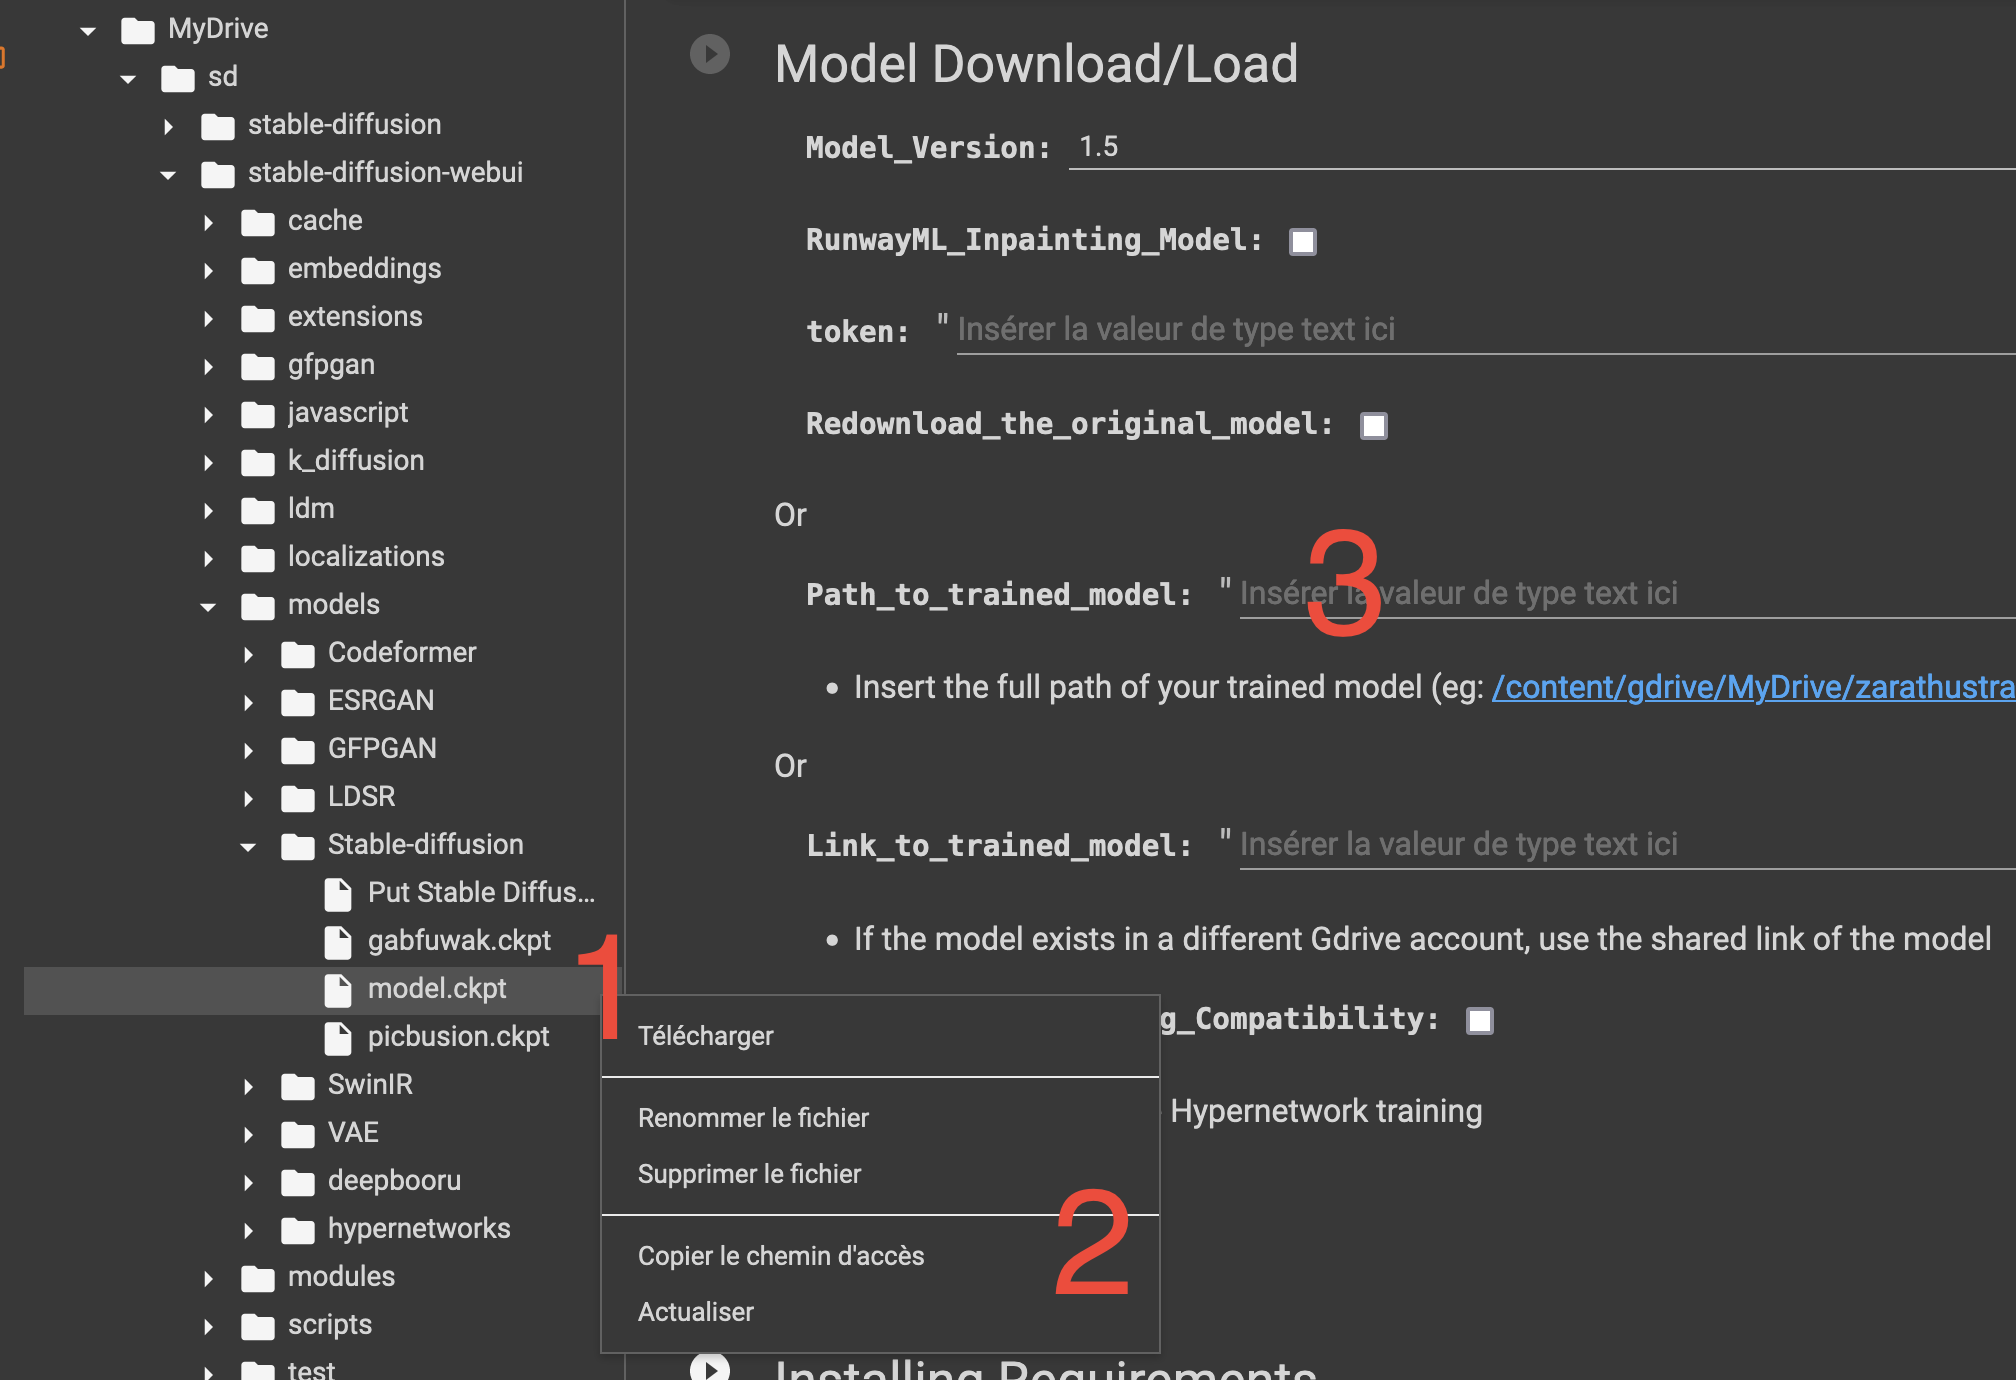 MyDrive
sd
stable-diffusion
stable-diffusion-webui
cache
embeddings
extensions
gfpgan
javascript
k_diffusion
ldm
localizations
models
Codeformer
ESRGAN
GFPGAN
LDSR
Stable-diffusion
Put Stable Diffus...
gabfuwak.ckpt
model.ckpt
picbusion.ckpt
SwinIR
VAE
deepbooru
hypernetworks
modules
scripts
test
1
Télécharger
Renommer le fichier
Supprimer le fichier
Copier le chemin d'accès
Actualiser
2
Model Download/Load
Model_Version: 1.5
RunwayML_Inpainting_Model:
token: " Insérer la valeur de type text ici
Redownload_the_original_model:
Or
3
Path_to_trained_model: " Insérer la valeur de type text ici
• Insert the full path of your trained model (eg: /content/gdrive/MyDrive/zarathustra
Or
Link_to_trained_model: " Insérer la valeur de type text ici
• If the model exists in a different Gdrive account, use the shared link of the model
g_Compatibility:
Hypernetwork training
Installing Requirements